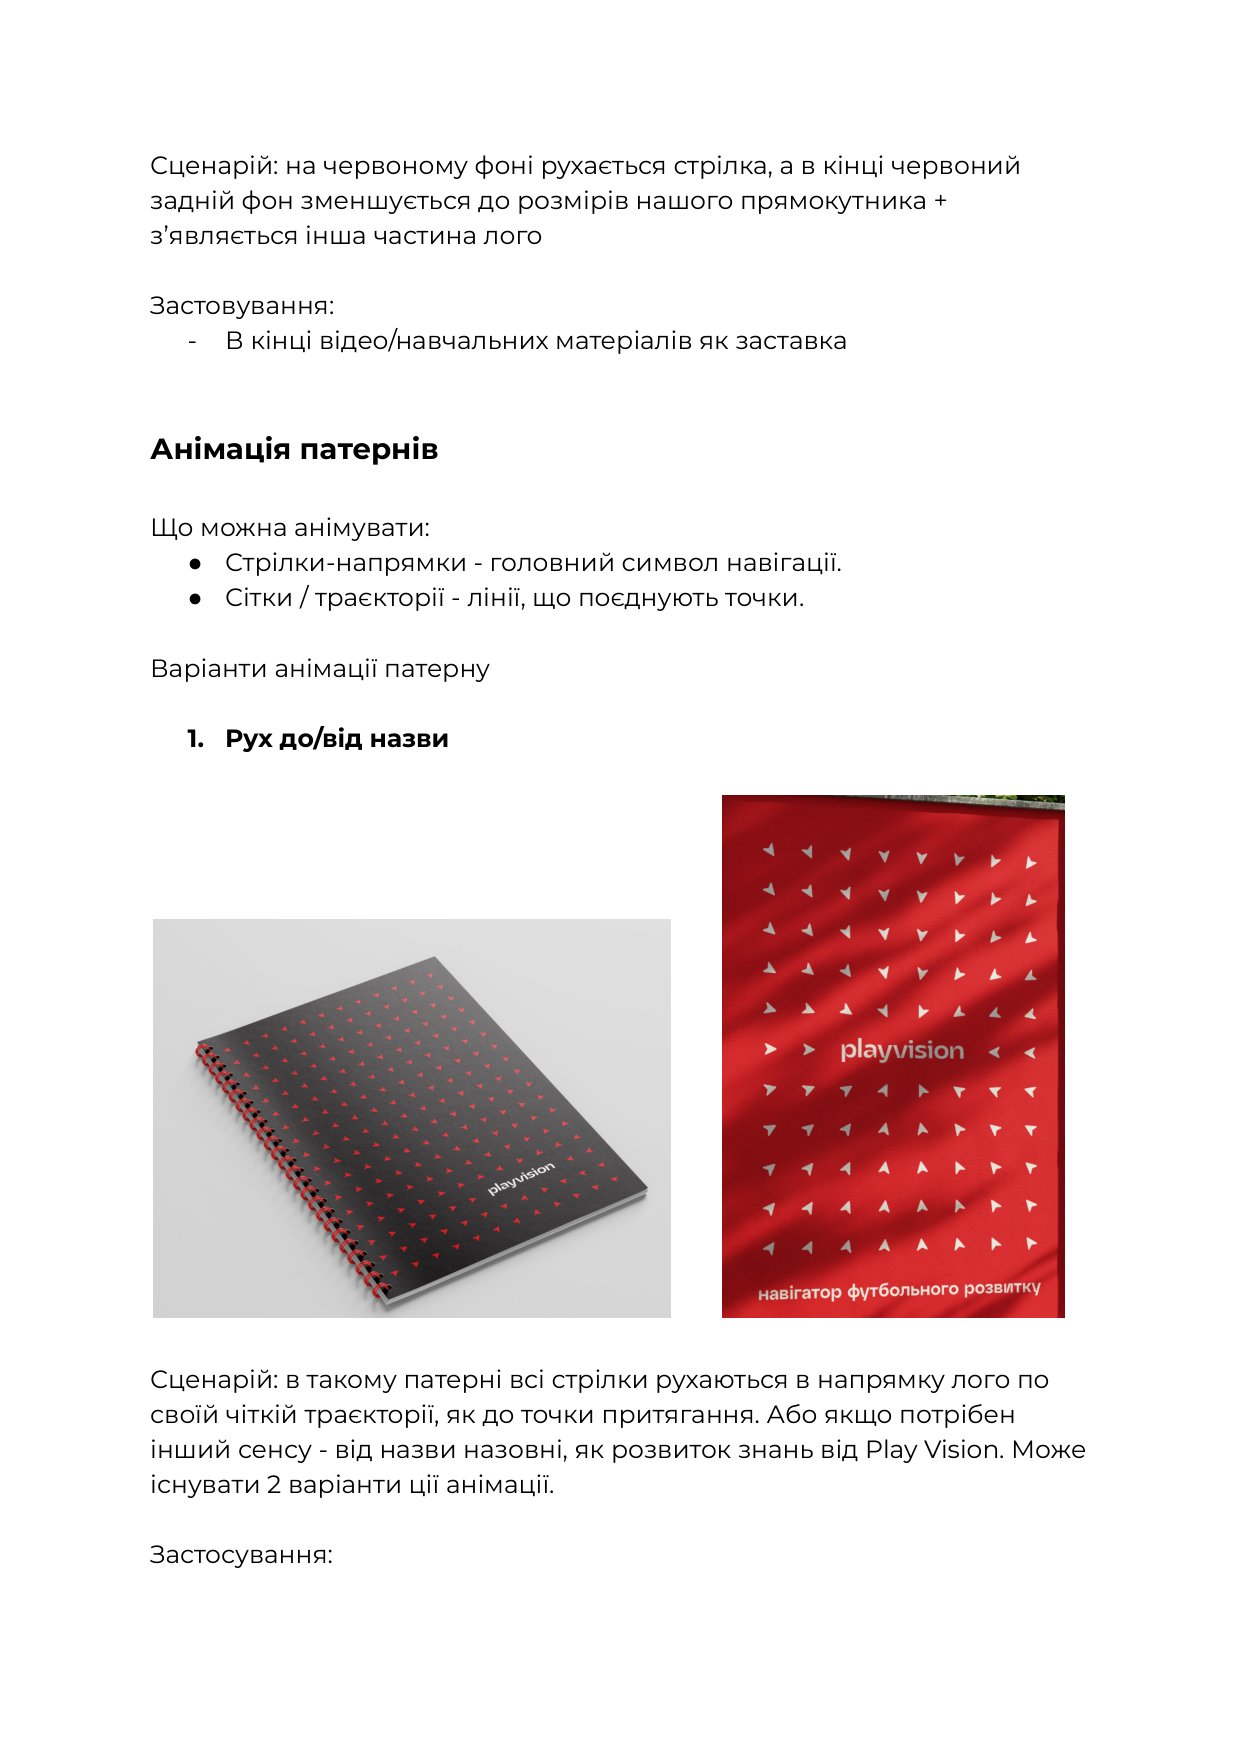 Сценарій: на червоному фоні рухається стрілка, а в кінці червоний
задній фон зменшується до розмірів нашого прямокутника +
з’являється інша частина лого
Застовування:
- В кінці відео/навчальних матеріалів як заставка
Анімація патернів
Що можна анімувати:
● Стрілки-напрямки - головний символ навігації.
● Сітки / траєкторії - лінії, що поєднують точки.
Варіанти анімації патерну
1. Рух до/від назви
playvision
playvision
навігатор футбольного розвитку
Сценарій: в такому патерні всі стрілки рухаються в напрямку лого по
своїй чіткій траєкторії, як до точки притягання. Або якщо потрібен
інший сенсу - від назви назовні, як розвиток знань від Play Vision. Може
існувати 2 варіанти ції анімації.
Застосування: